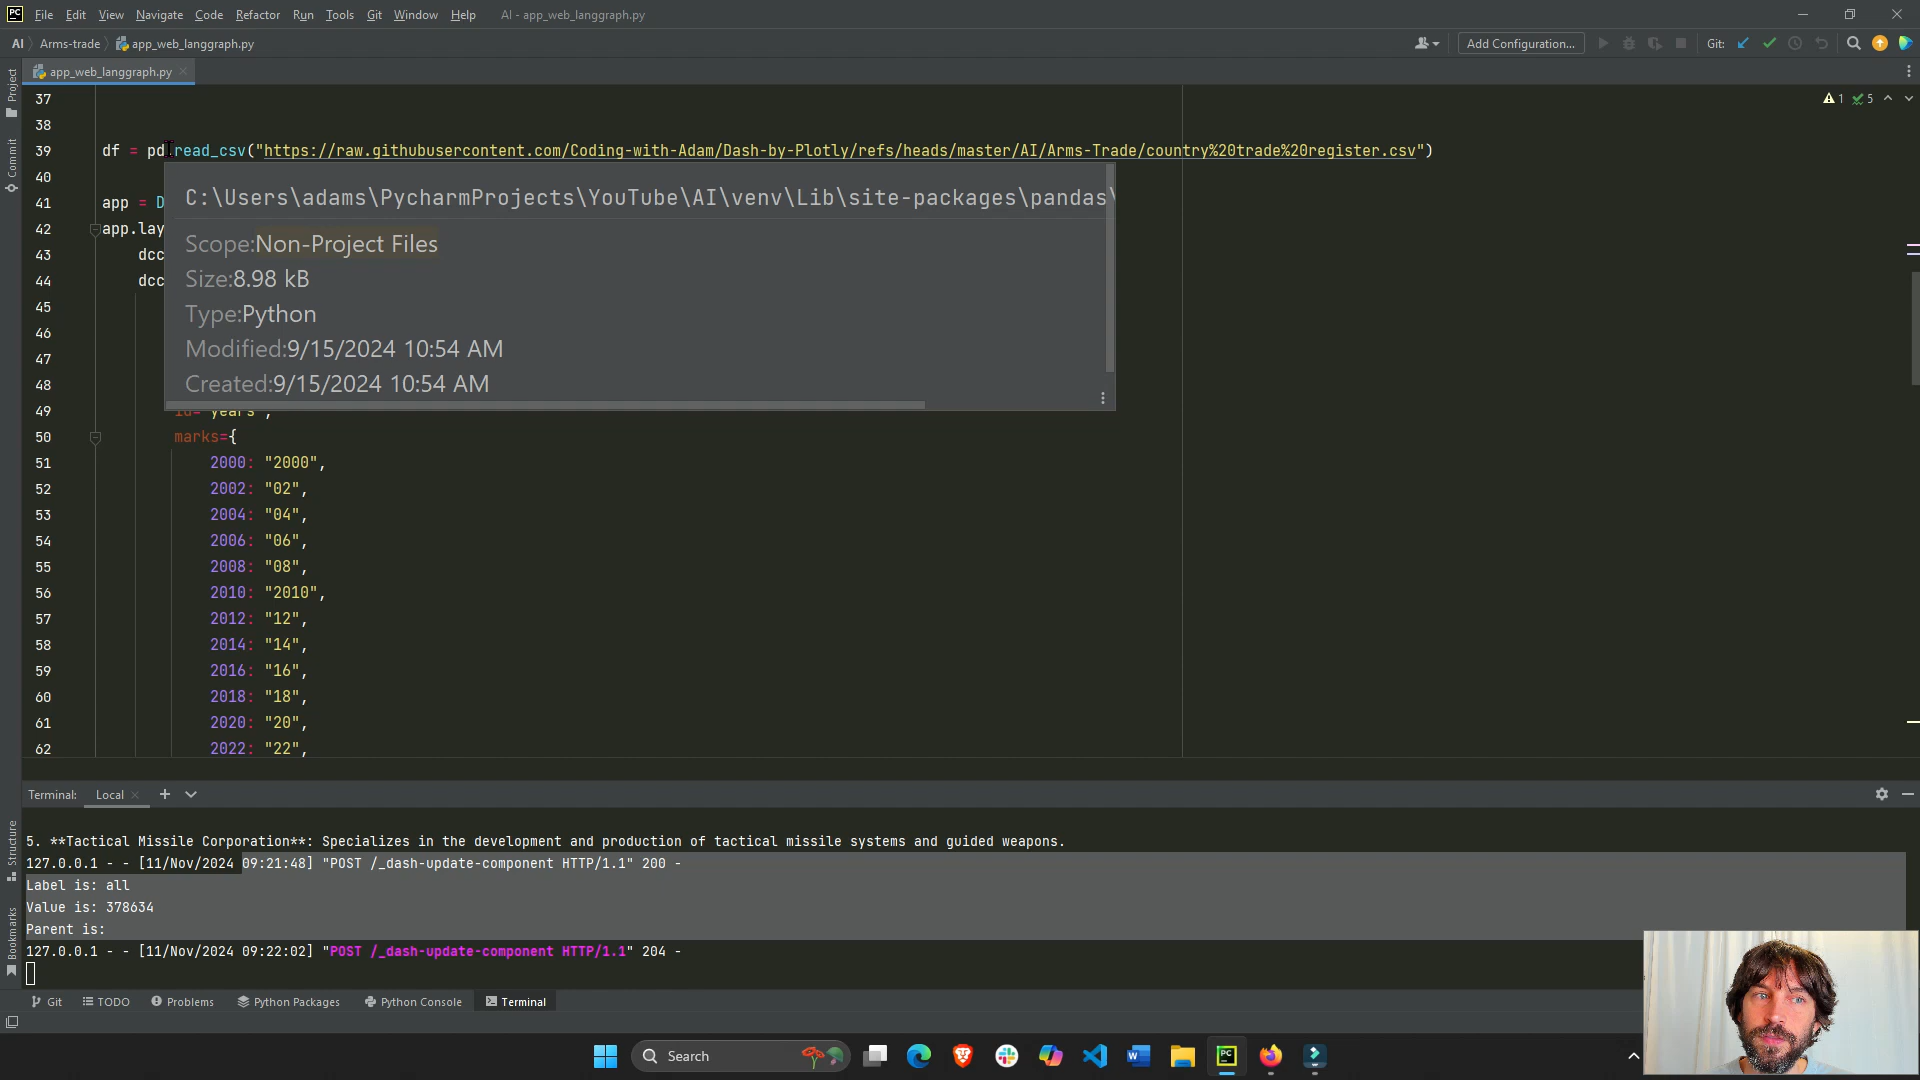 PC File Edit View Navigate Code Refactor Run Tools Git Window Help AI - app_web_langgraph.py
AI Arms-trade app_web_langgraph.py Add Configuration... Git:
app_web_langgraph.py
Project
Commit
Structure
Bookmarks
1 5
37
38
39 df = pd.read_csv("https://raw.githubusercontent.com/Coding-with-Adam/Dash-by-Plotly/refs/heads/master/AI/Arms-Trade/country%20trade%20register.csv")
40
C:\Users\adams\PycharmProjects\YouTube\AI\venv\Lib\site-packages\pandas\
41 app = D
42 app.lay
Scope:Non-Project Files
43 dcc
44 dcc
Size:8.98 kB
45
Type:Python
46
47
Modified:9/15/2024 10:54 AM
48
Created:9/15/2024 10:54 AM
49 id="years",
50 marks={
51 2000: "2000",
52 2002: "02",
53 2004: "04",
54 2006: "06",
55 2008: "08",
56 2010: "2010",
57 2012: "12",
58 2014: "14",
59 2016: "16",
60 2018: "18",
61 2020: "20",
62 2022: "22",
Terminal: Local
5. **Tactical Missile Corporation**: Specializes in the development and production of tactical missile systems and guided weapons.
127.0.0.1 - - [11/Nov/2024 09:21:48] "POST /_dash-update-component HTTP/1.1" 200 -
Label is: all
Value is: 378634
Parent is:
127.0.0.1 - - [11/Nov/2024 09:22:02] "POST /_dash-update-component HTTP/1.1" 204 -
Git TODO Problems Python Packages Python Console Terminal
Search